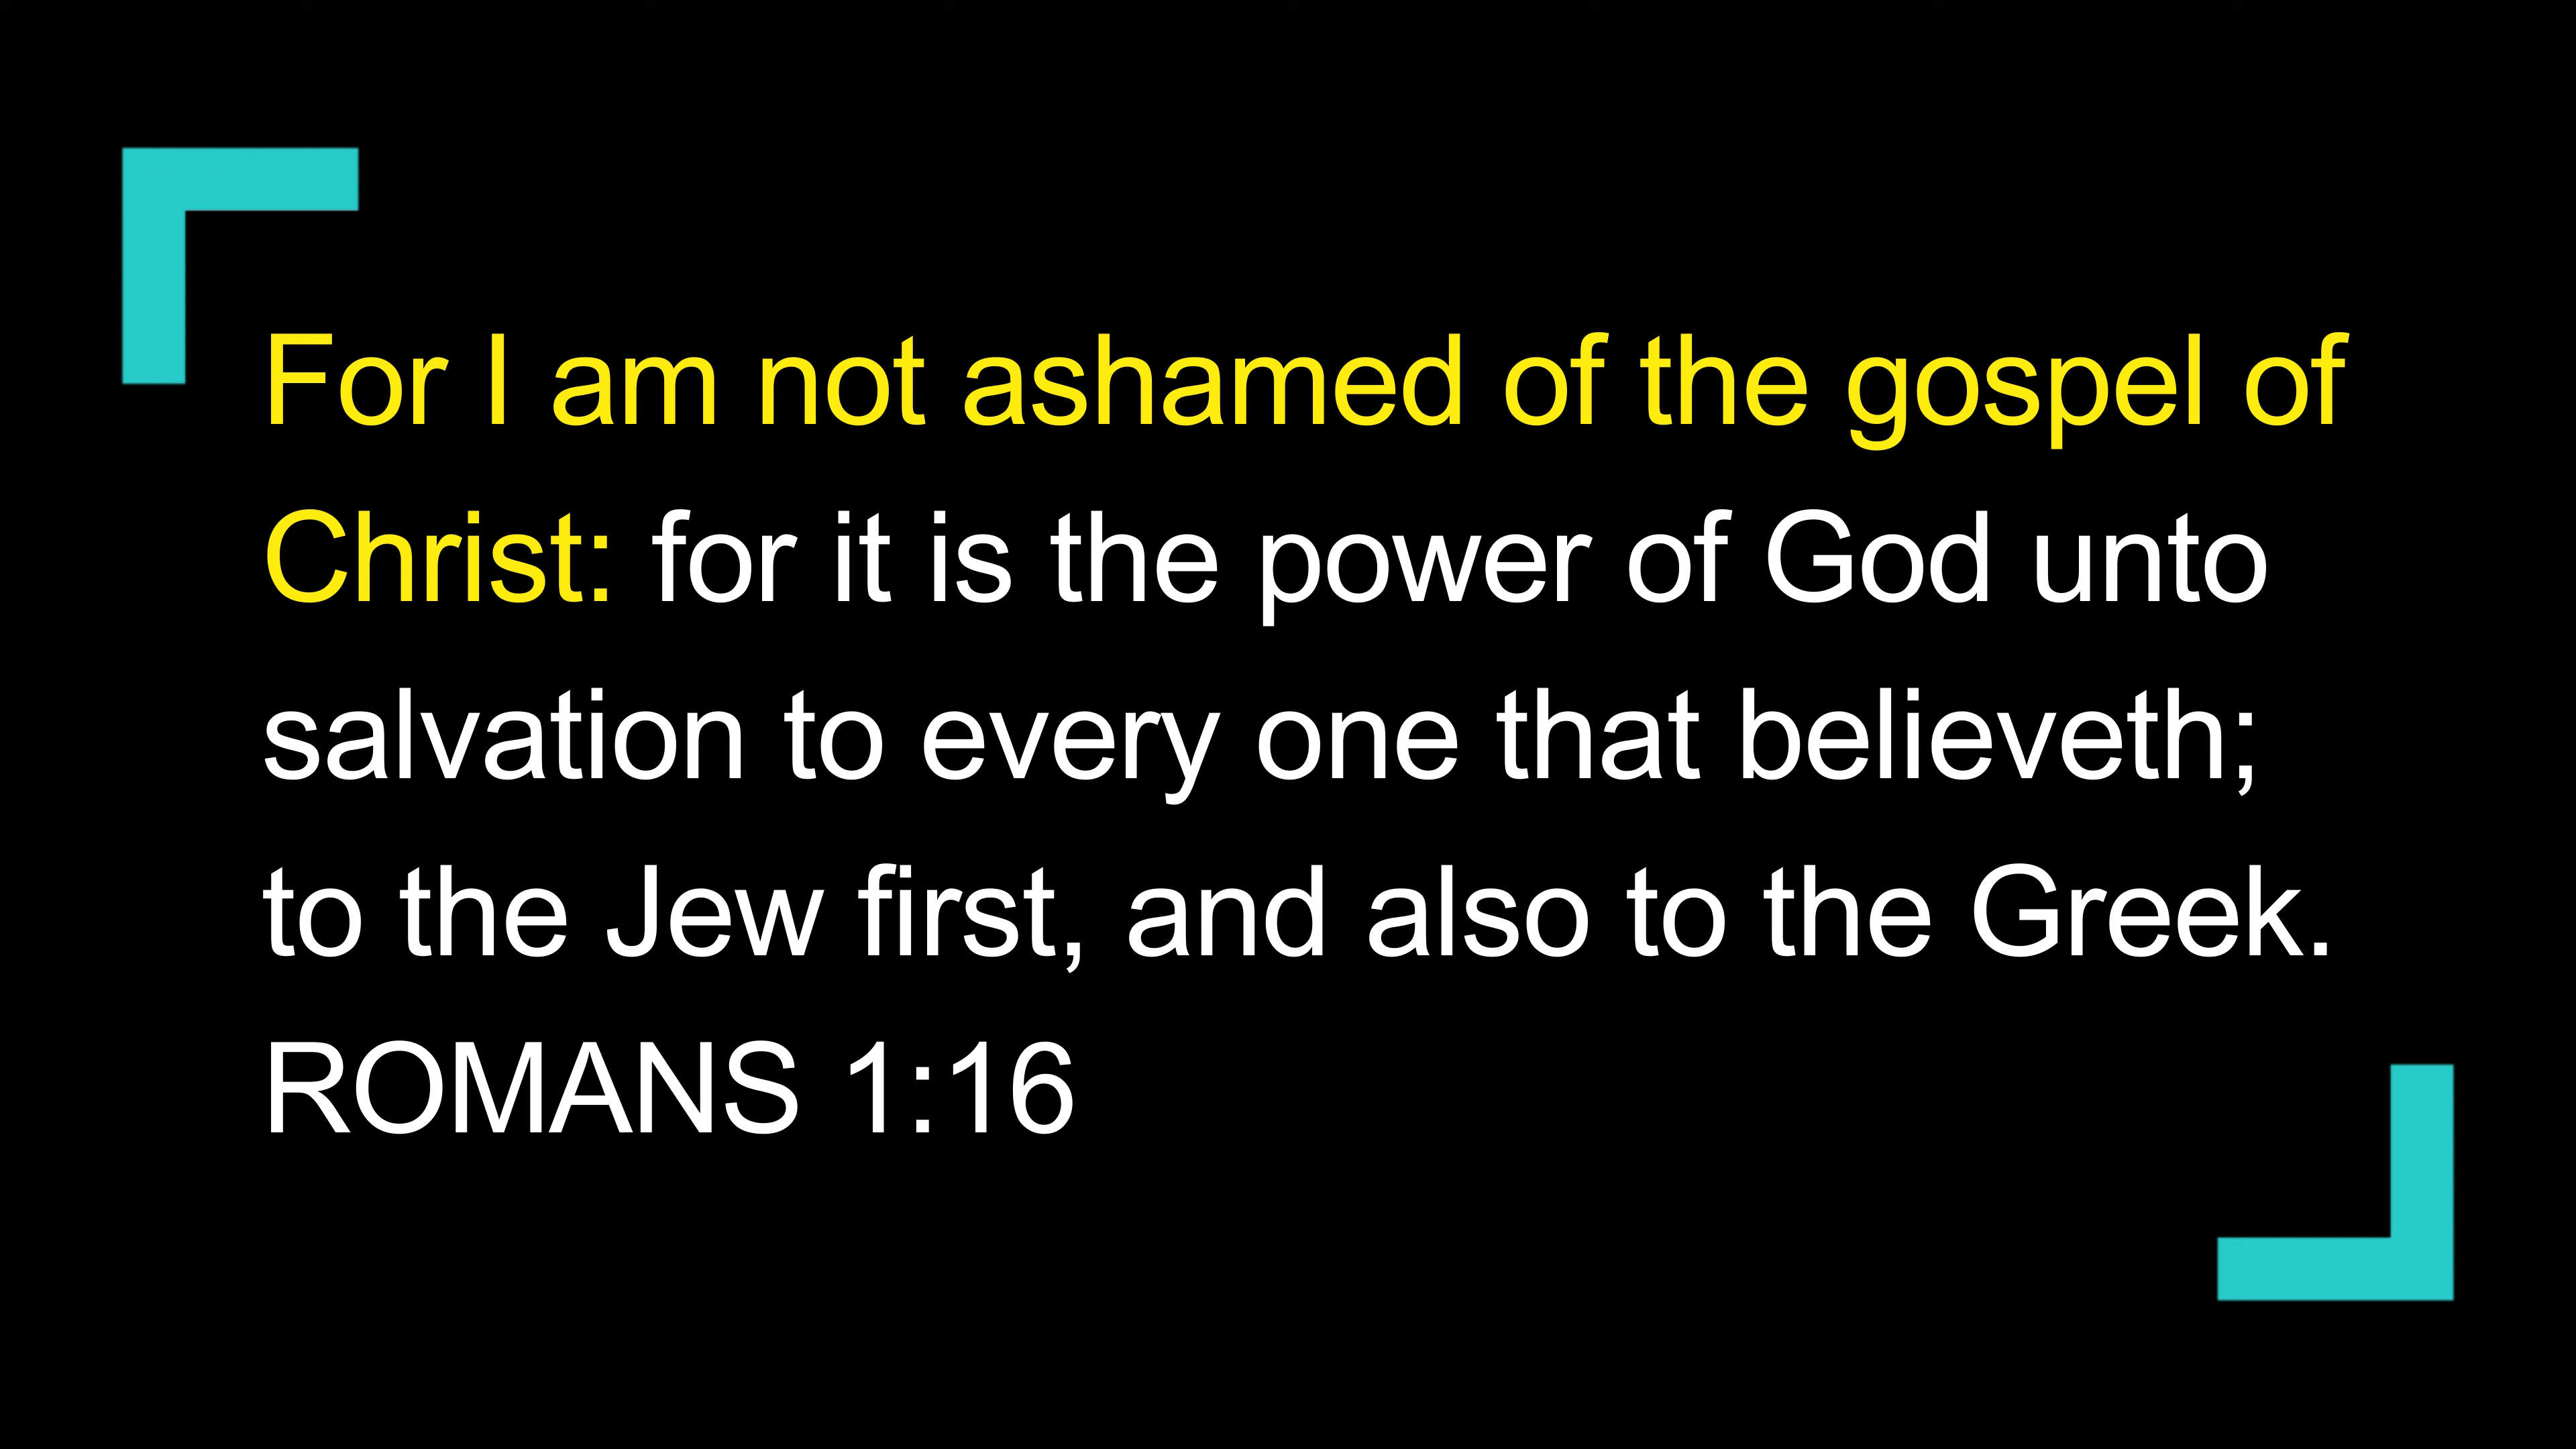 For I am not ashamed of the gospel of
Christ: for it is the power of God unto
salvation to every one that believeth;
to the Jew first, and also to the Greek.
ROMANS 1:16